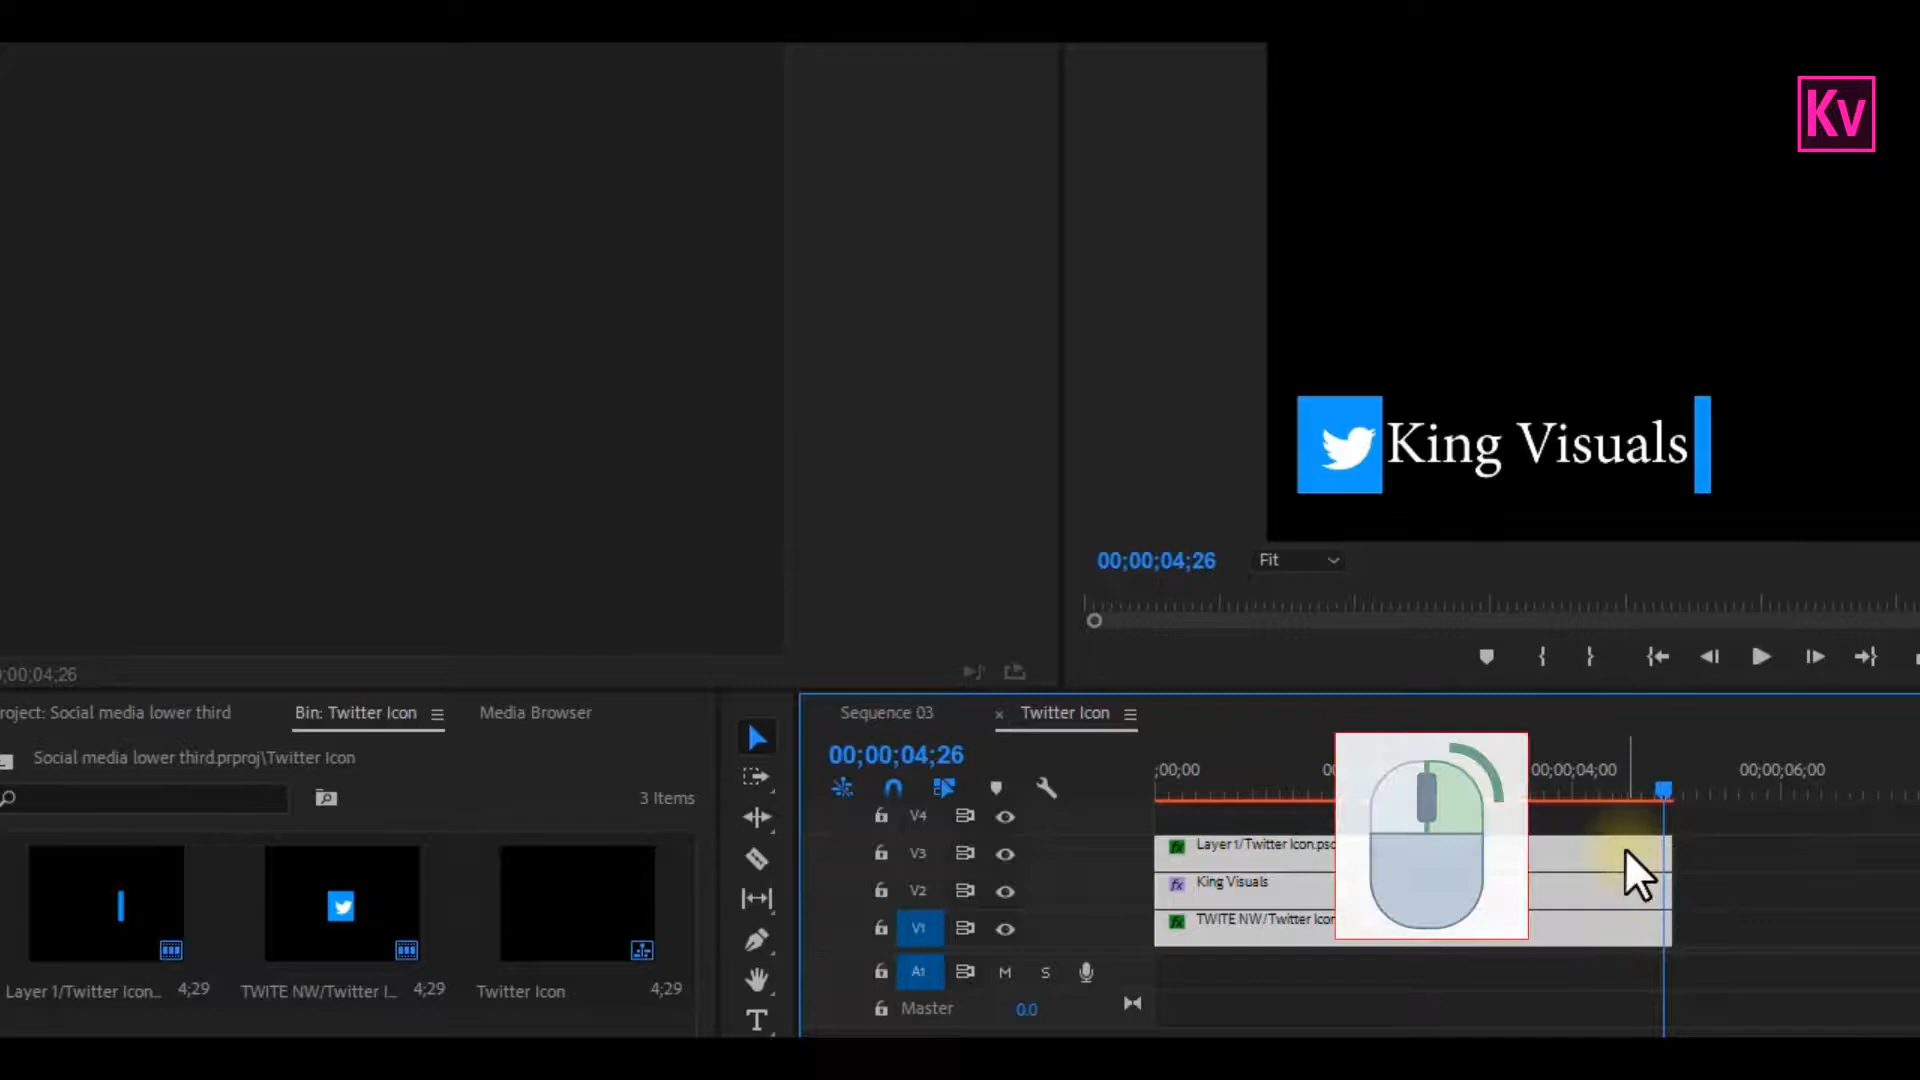 Kv
King Visuals
00;00;04;26
Fit
;00;04;26
roject: Social media lower third
Bin: Twitter Icon
Media Browser
Social media lower third.prproj\Twitter Icon
3 Items
Layer 1/Twitter Icon...
4;29
TWITE NW/Twitter I...
4;29
Twitter Icon
4;29
Sequence 03
× Twitter Icon
00;00;04;26
;00;00
00;00;04;00
00;00;06;00
V4
V3
Layer 1/Twitter Icon.psd
V2
King Visuals
V1
TWITE NW/Twitter Icon
A1
M
S
Master
0.0